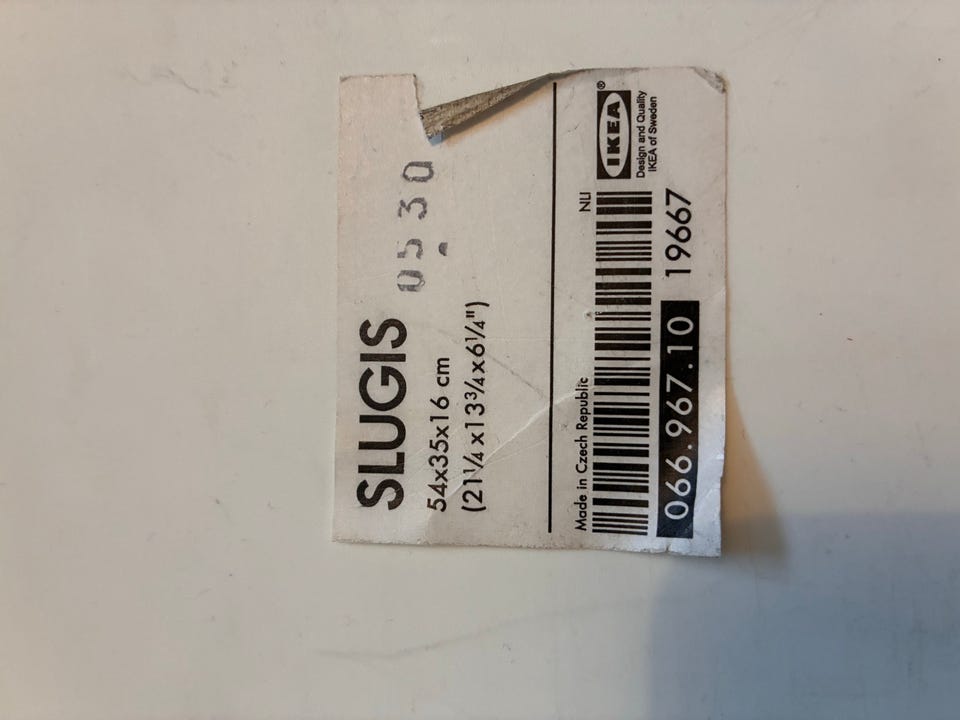 SLUGIS
0530
54x35x16 cm
(21¼x13¾x6¼")
Made in Czech Republic
NLI
066.967.10
19667
IKEA®
Design and Quality
IKEA of Sweden